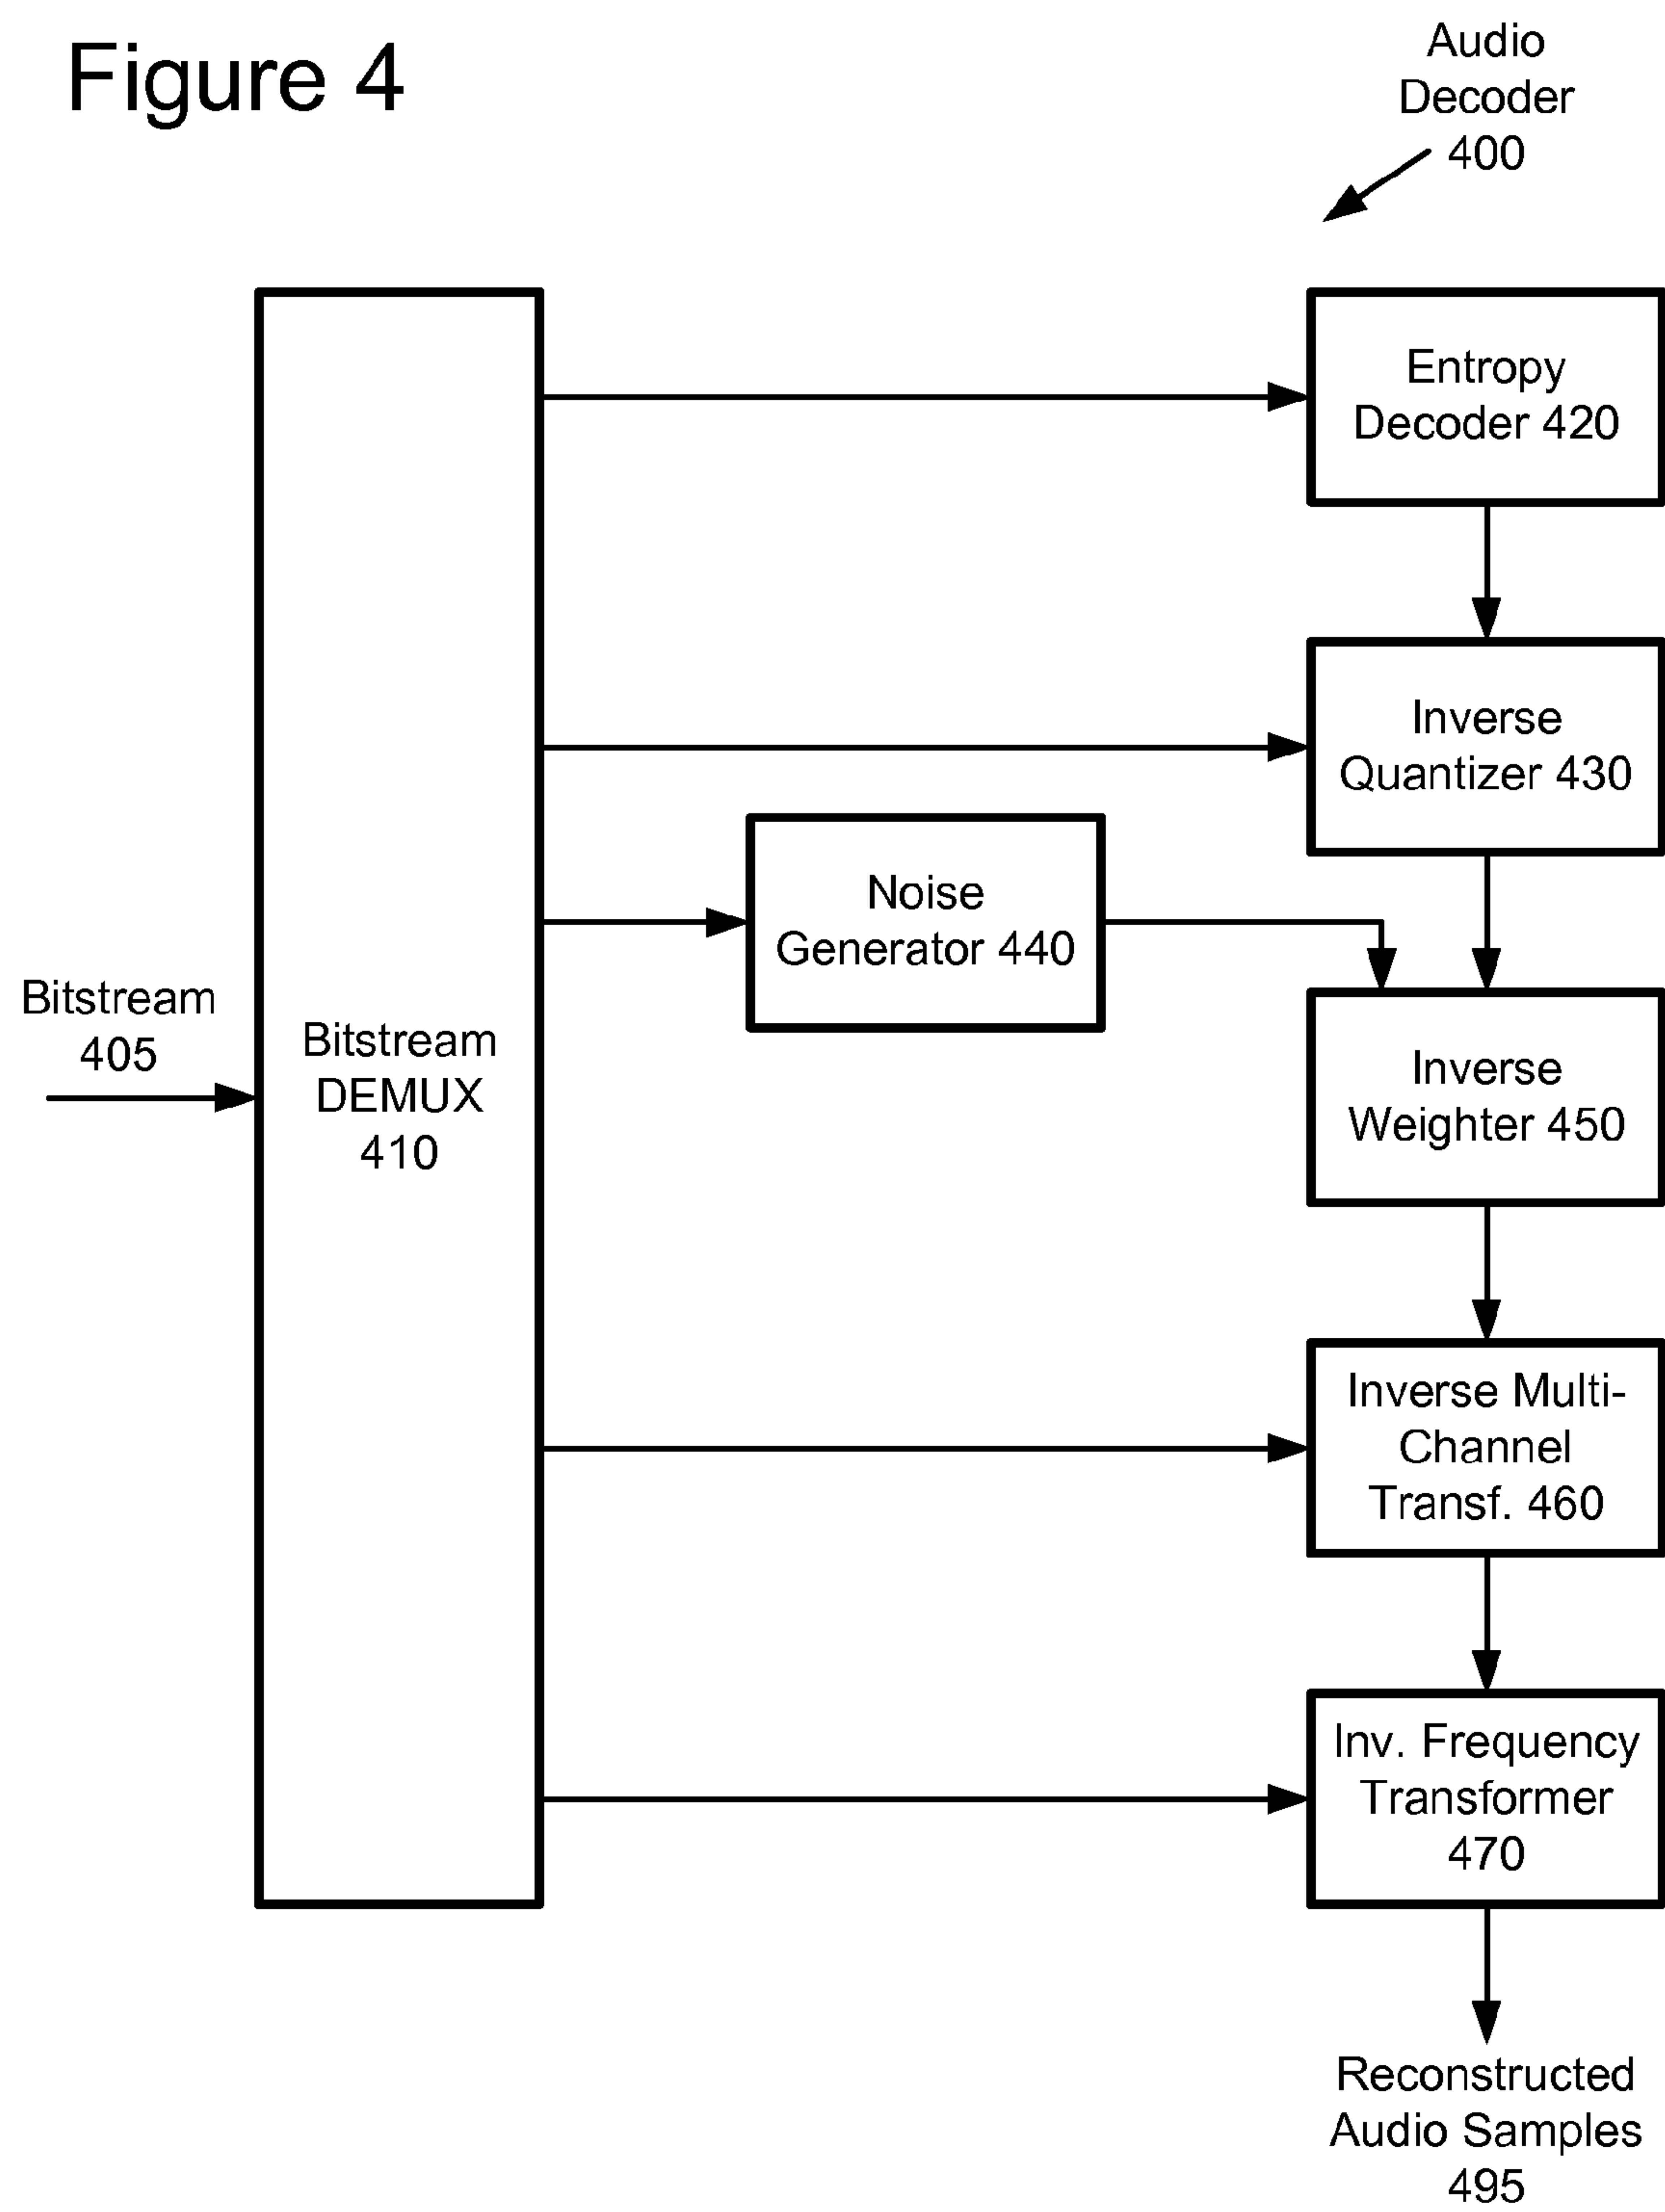 Figure 4
Audio
Decoder
400
Entropy
Decoder 420
Inverse
Quantizer 430
Noise
Generator 440
Bitstream
405
Bitstream
DEMUX
410
Inverse
Weighter 450
Inverse Multi-
Channel
Transf. 460
Inv. Frequency
Transformer
470
Reconstructed
Audio Samples
495